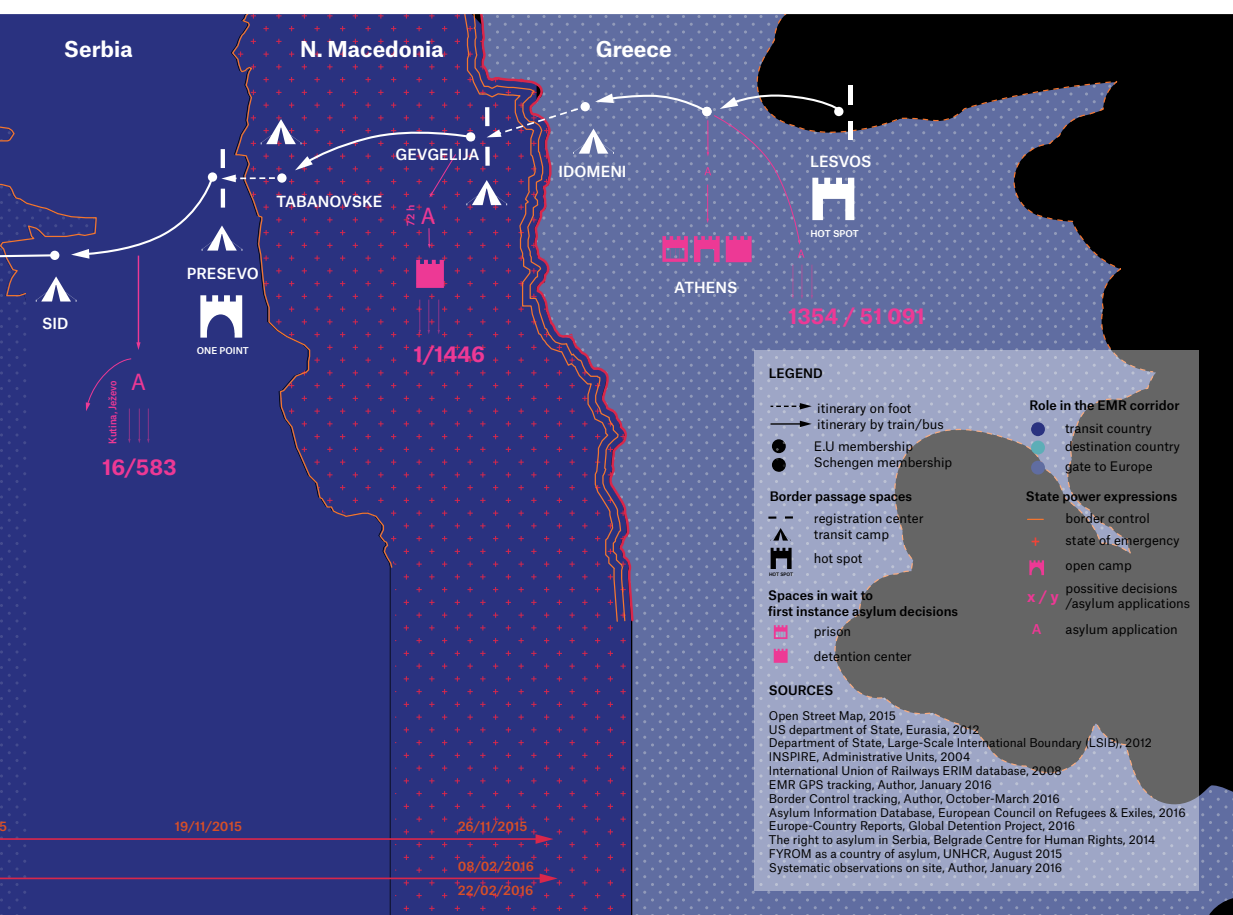 Serbia
N. Macedonia
Greece
GEVGELIJA
IDOMENI
LESVOS
HOT SPOT
TABANOVSKE
72 h
A
A
PRESEVO
ONE POINT
SID
ATHENS
1354 / 51 091
1/1446
Kutina, Ježevo
A
16/583
LEGEND
itinerary on foot
itinerary by train/bus
E.U membership
Schengen membership
Border passage spaces
registration center
transit camp
hot spot
HOT SPOT
Spaces in wait to
first instance asylum decisions
prison
detention center
Role in the EMR corridor
transit country
destination country
gate to Europe
State power expressions
border control
state of emergency
open camp
x / y
possitive decisions
/asylum applications
A
asylum application
SOURCES
Open Street Map, 2015
US department of State, Eurasia, 2012
Department of State, Large-Scale International Boundary (LSIB), 2012
INSPIRE, Administrative Units, 2004
International Union of Railways ERIM database, 2008
EMR GPS tracking, Author, January 2016
Border Control tracking, Author, October-March 2016
Asylum Information Database, European Council on Refugees & Exiles, 2016
Europe-Country Reports, Global Detention Project, 2016
The right to asylum in Serbia, Belgrade Centre for Human Rights, 2014
FYROM as a country of asylum, UNHCR, August 2015
Systematic observations on site, Author, January 2016
5
19/11/2015
26/11/2015
08/02/2016
22/02/2016